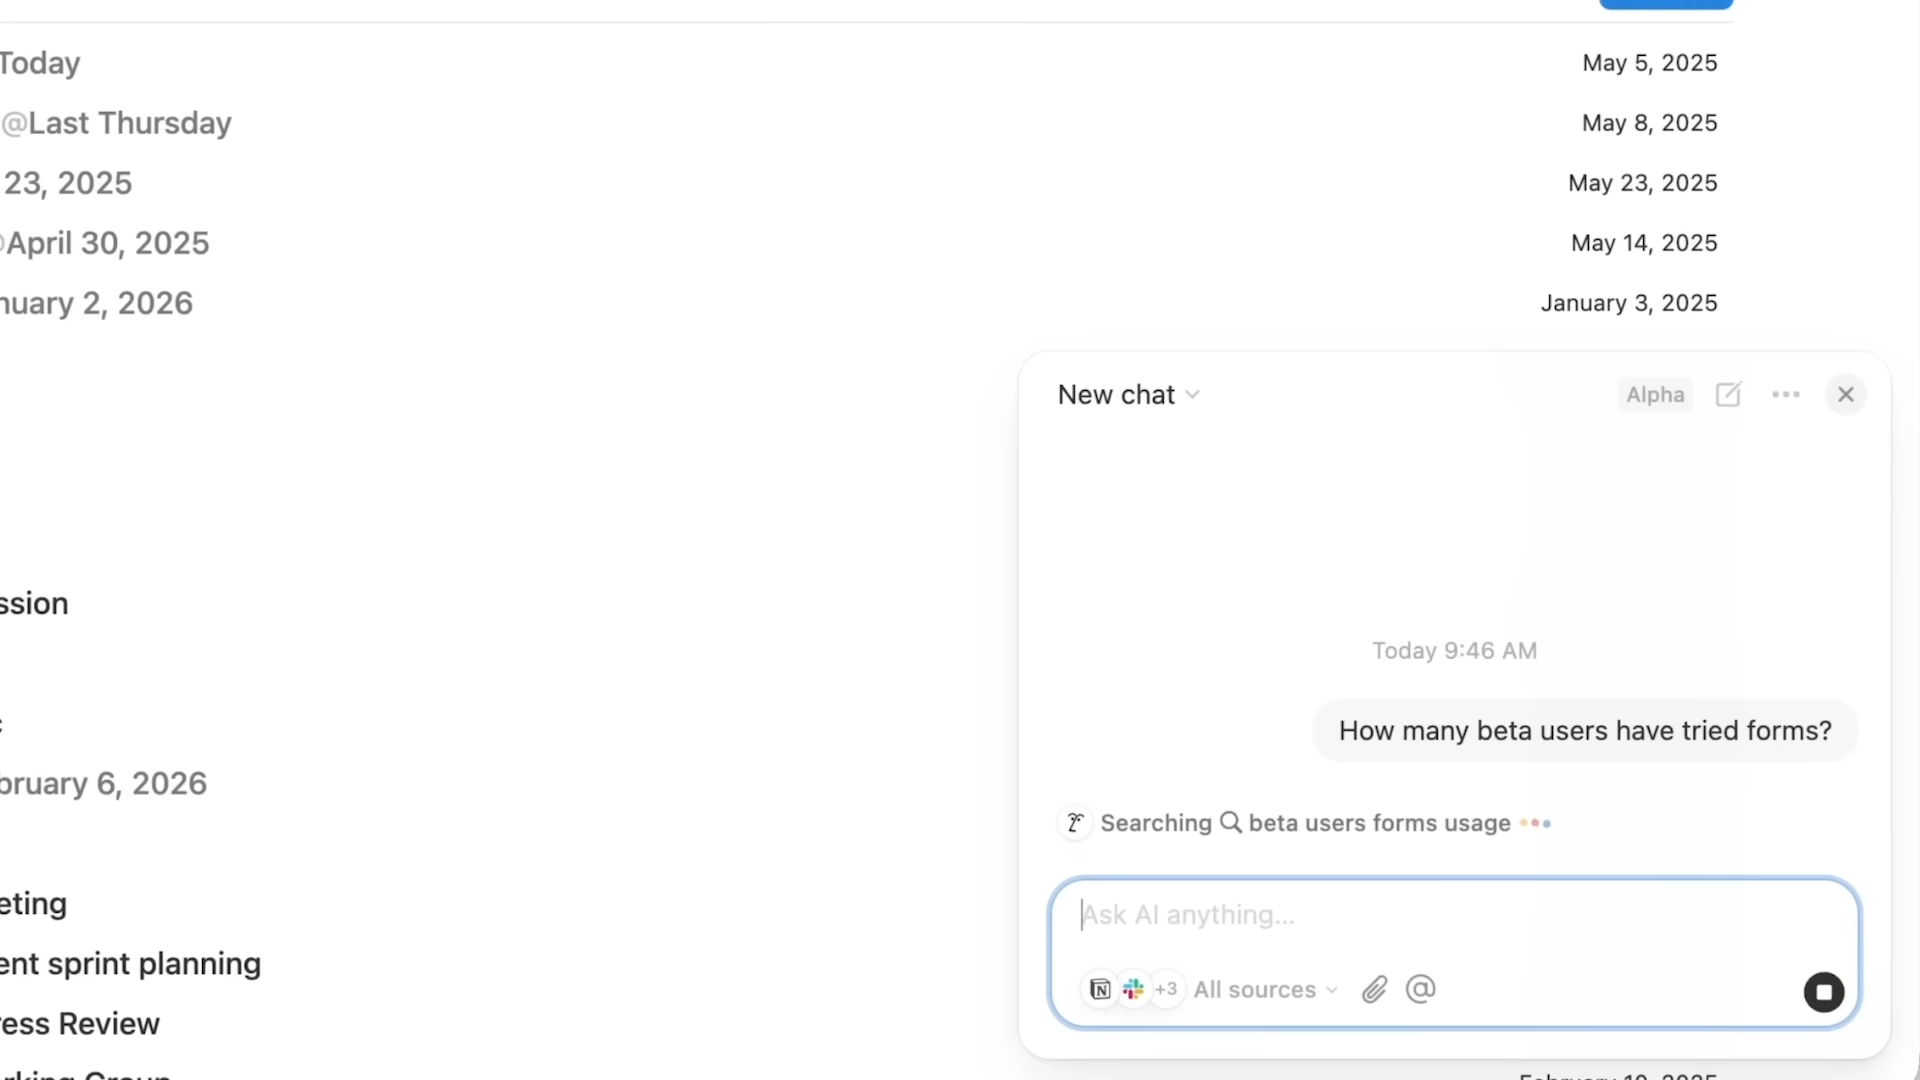 Today May 5, 2025
@Last Thursday May 8, 2025
23, 2025 May 23, 2025
April 30, 2025 May 14, 2025
nuary 2, 2026 January 3, 2025
New chat Alpha
ssion
Today 9:46 AM
How many beta users have tried forms?
bruary 6, 2026
Searching beta users forms usage
eting
Ask AI anything...
ent sprint planning
+3 All sources
ress Review